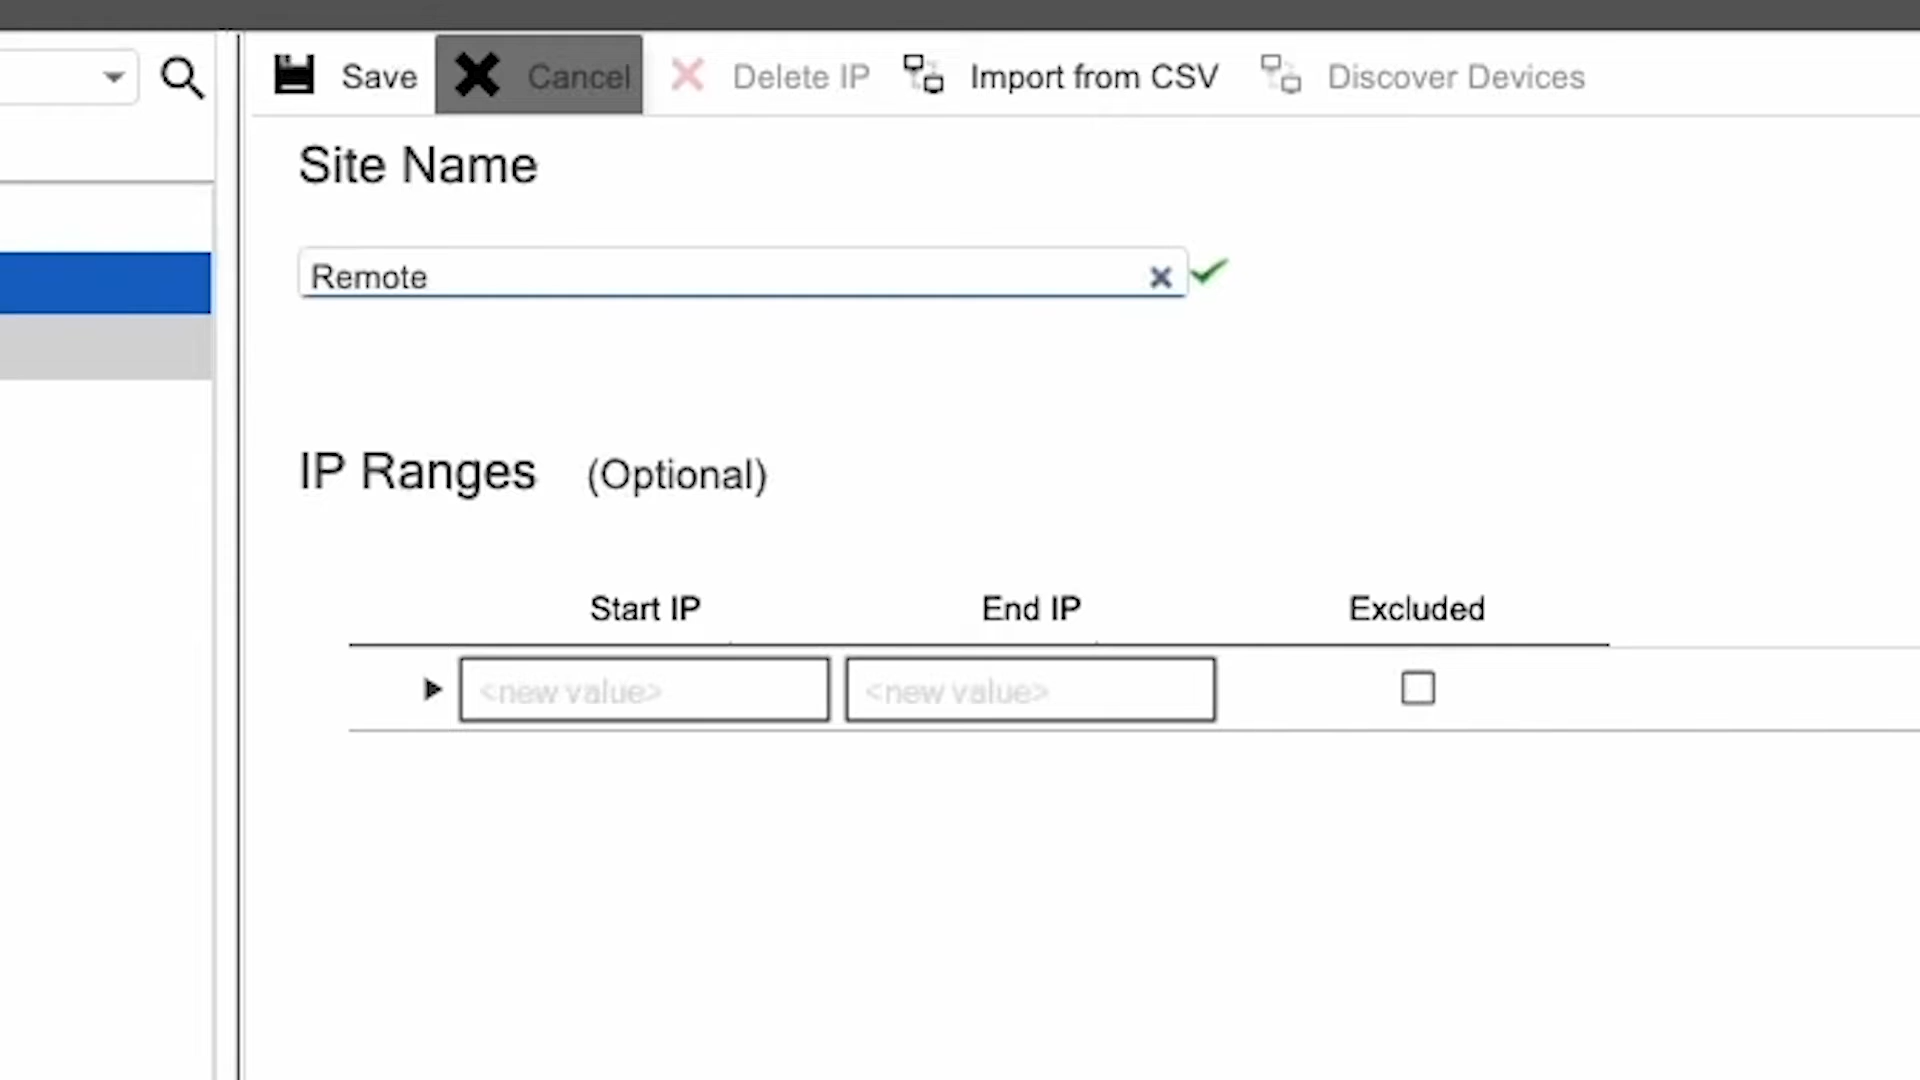 Save Cancel Delete IP Import from CSV Discover Devices
Site Name
Remote
IP Ranges (Optional)
Start IP End IP Excluded
<new value> <new value>